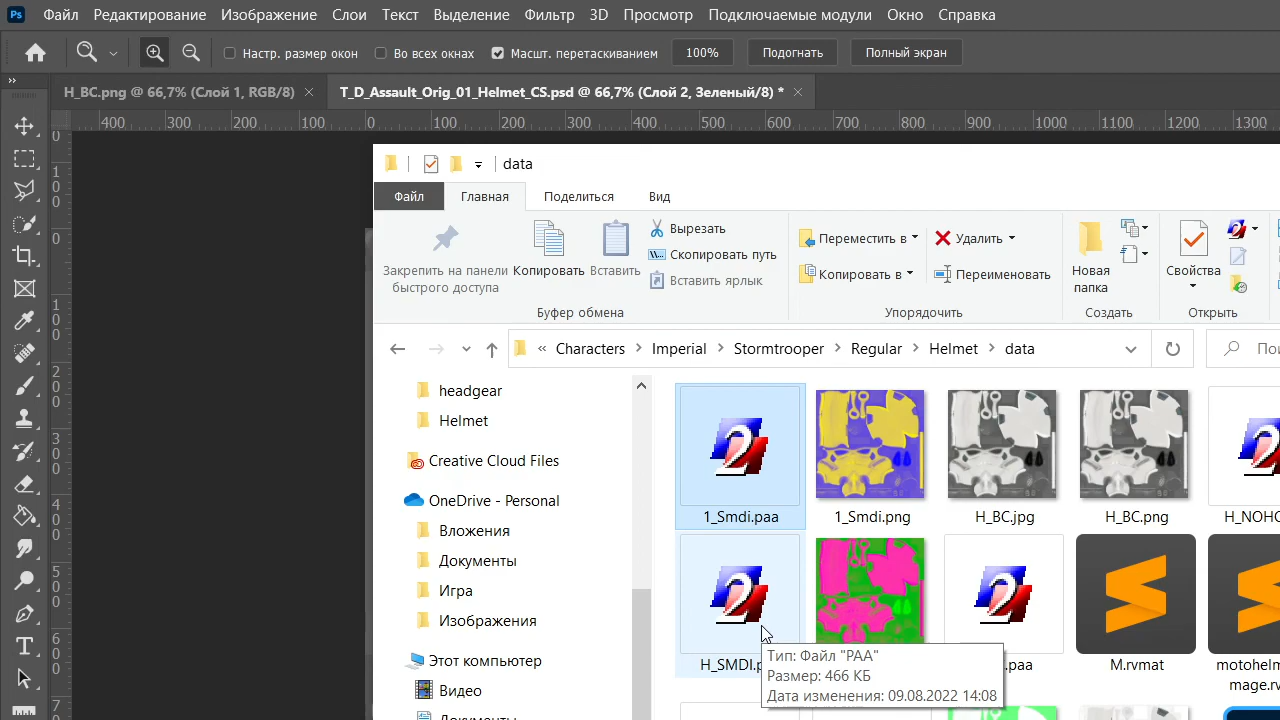 Ps Файл Редактирование Изображение Слои Текст Выделение Фильтр 3D Просмотр Подключаемые модули Окно Справка
Настр. размер окон Во всех окнах Масшт. перетаскиванием 100% Подогнать Полный экран
H_BC.png @ 66,7% (Слой 1, RGB/8) × T_D_Assault_Orig_01_Helmet_CS.psd @ 66,7% (Слой 2, Зеленый/8) * ×
400 300 200 100 0 100 200 300 400 500 600 700 800 900 1000 1100 1200 1300
data
Файл Главная Поделиться Вид
Закрепить на панели быстрого доступа
Копировать
Вставить
Вырезать
Скопировать путь
Вставить ярлык
Буфер обмена
Переместить в
Копировать в
Удалить
Переименовать
Упорядочить
Новая папка
Создать
Свойства
Открыть
« Characters > Imperial > Stormtrooper > Regular > Helmet > data
headgear
Helmet
Creative Cloud Files
OneDrive - Personal
Вложения
Документы
Игра
Изображения
Этот компьютер
Видео
1_Smdi.paa 1_Smdi.png H_BC.jpg H_BC.png
.paa M.rvmat
Тип: Файл "PAA"
Размер: 466 КБ
Дата изменения: 09.08.2022 14:08